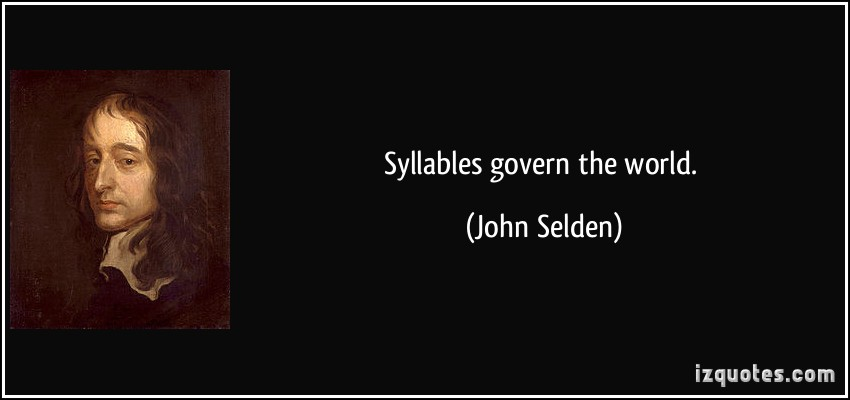 Syllables govern the world.
(John Selden)
izquotes.com